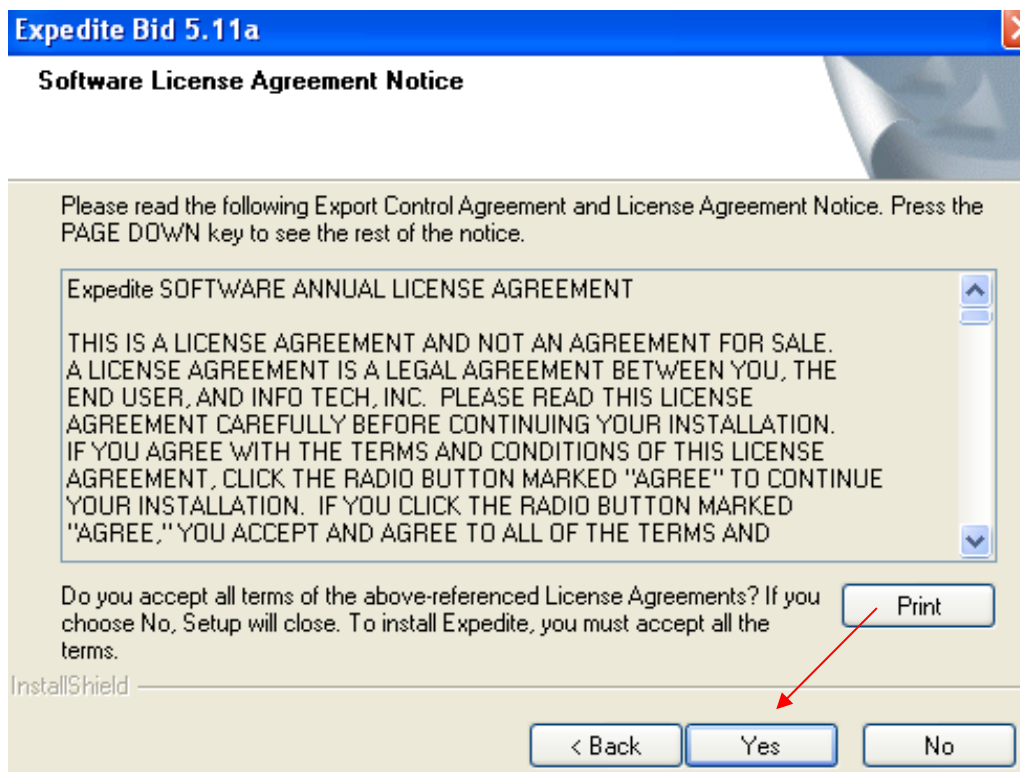 Expedite Bid 5.11a
Software License Agreement Notice
Please read the following Export Control Agreement and License Agreement Notice. Press the
PAGE DOWN key to see the rest of the notice.
Expedite SOFTWARE ANNUAL LICENSE AGREEMENT
THIS IS A LICENSE AGREEMENT AND NOT AN AGREEMENT FOR SALE.
A LICENSE AGREEMENT IS A LEGAL AGREEMENT BETWEEN YOU, THE
END USER, AND INFO TECH, INC. PLEASE READ THIS LICENSE
AGREEMENT CAREFULLY BEFORE CONTINUING YOUR INSTALLATION.
IF YOU AGREE WITH THE TERMS AND CONDITIONS OF THIS LICENSE
AGREEMENT, CLICK THE RADIO BUTTON MARKED "AGREE" TO CONTINUE
YOUR INSTALLATION. IF YOU CLICK THE RADIO BUTTON MARKED
"AGREE," YOU ACCEPT AND AGREE TO ALL OF THE TERMS AND
Do you accept all terms of the above-referenced License Agreements? If you
choose No, Setup will close. To install Expedite, you must accept all the
terms.
Print
InstallShield
< Back
Yes
No